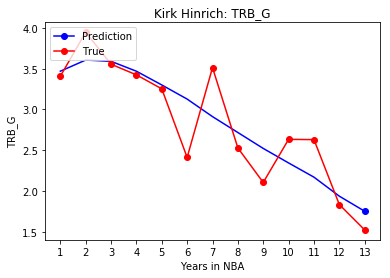 Kirk Hinrich: TRB_G
Prediction
True
4.0
3.5
3.0
2.5
2.0
1.5
TRB_G
1 2 3 4 5 6 7 8 9 10 11 12 13
Years in NBA